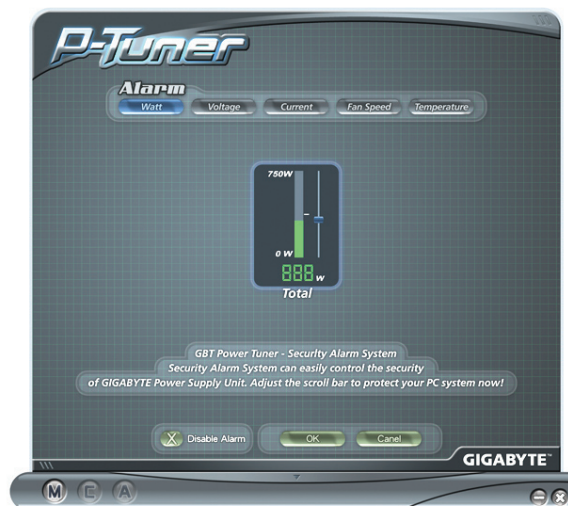 P-Tuner
Alarm
Watt Voltage Current Fan Speed Temperature
750W
0 W
888 W
Total
GBT Power Tuner - Security Alarm System
Security Alarm System can easily control the security
of GIGABYTE Power Supply Unit. Adjust the scroll bar to protect your PC system now!
X Disable Alarm OK Canel
GIGABYTE™
M C A